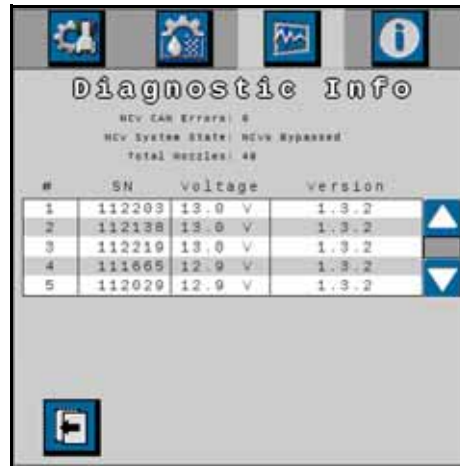 Diagnostic Info
NCv CAN Errors: 0
NCv System State: NCvs Bypassed
Total Nozzles: 48
# SN Voltage Version
1 112203 13.0 V 1.3.2
2 112138 13.0 V 1.3.2
3 112219 13.0 V 1.3.2
4 111665 12.9 V 1.3.2
5 112029 12.9 V 1.3.2